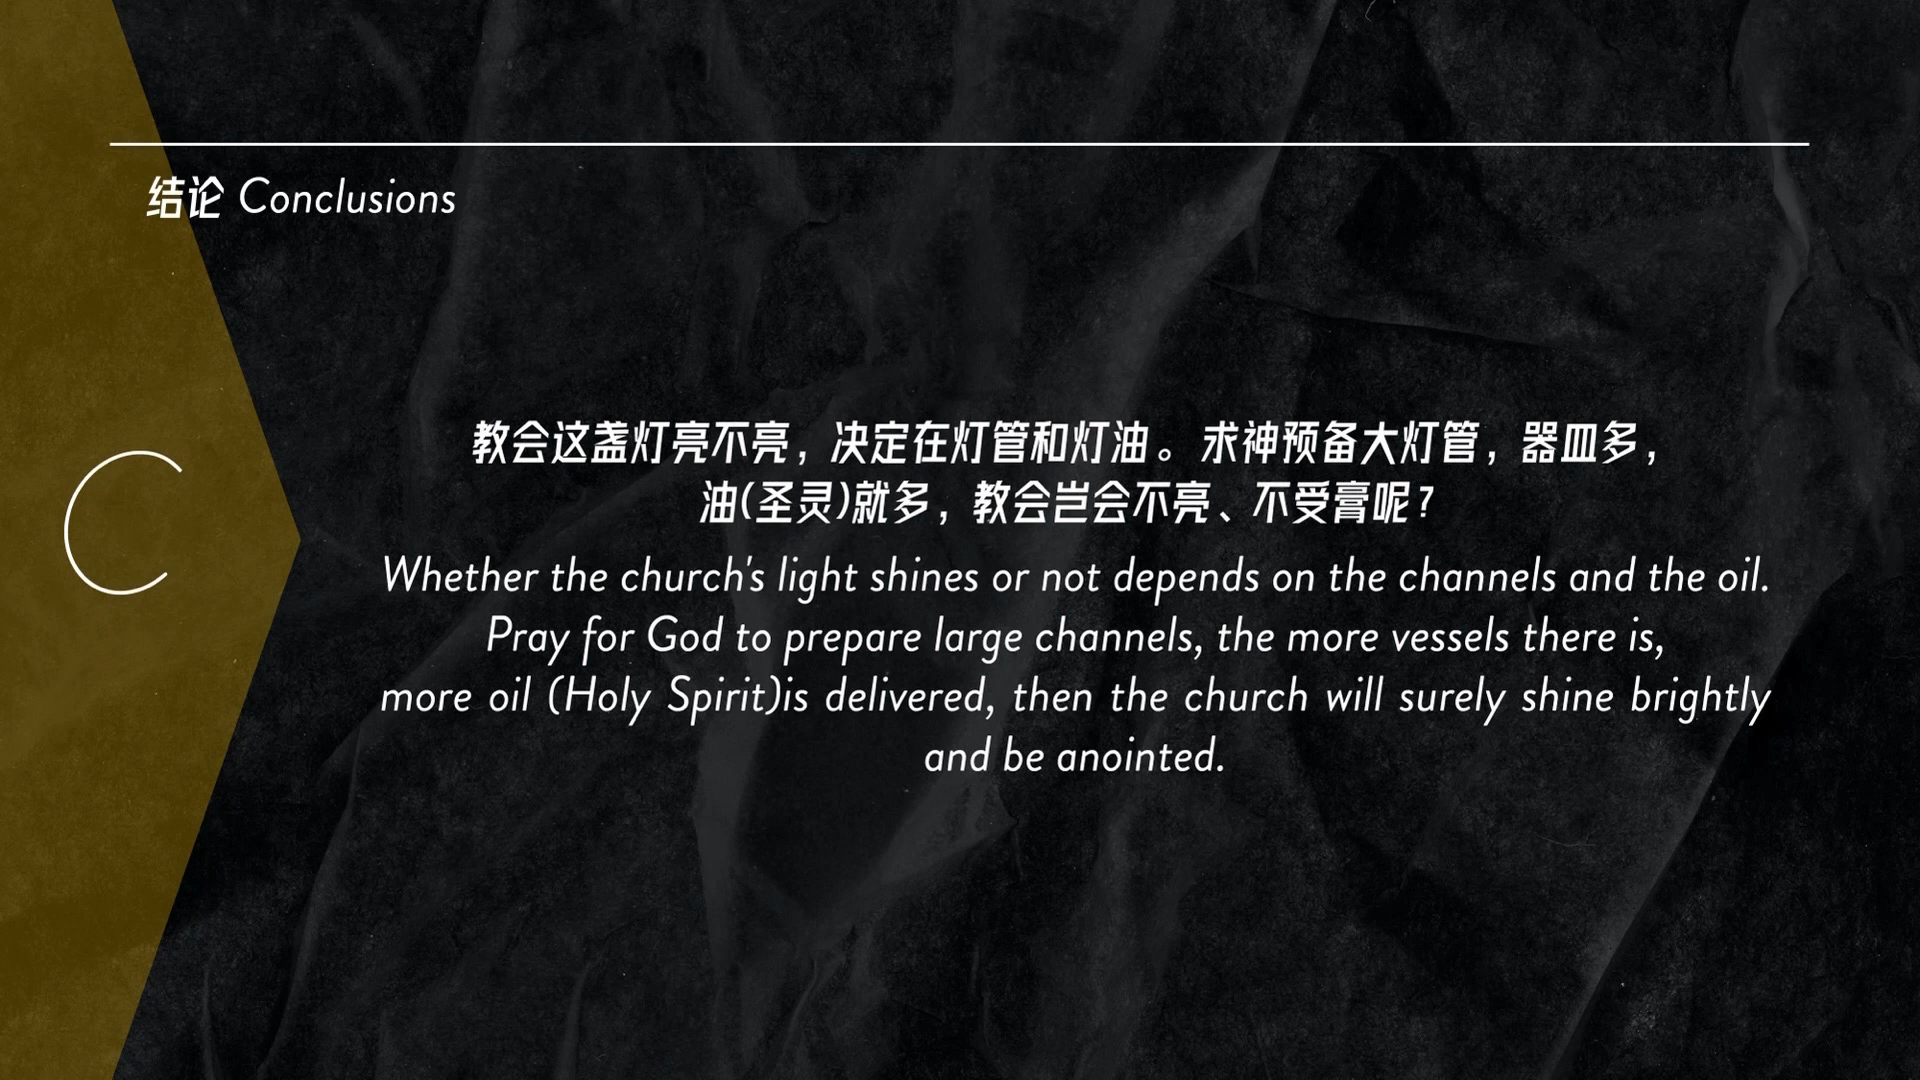 结论 Conclusions
C
教会这盏灯亮不亮，决定在灯管和灯油。求神预备大灯管，器皿多，
油(圣灵)就多，教会岂会不亮、不受膏呢？
Whether the church's light shines or not depends on the channels and the oil.
Pray for God to prepare large channels, the more vessels there is,
more oil (Holy Spirit)is delivered, then the church will surely shine brightly
and be anointed.